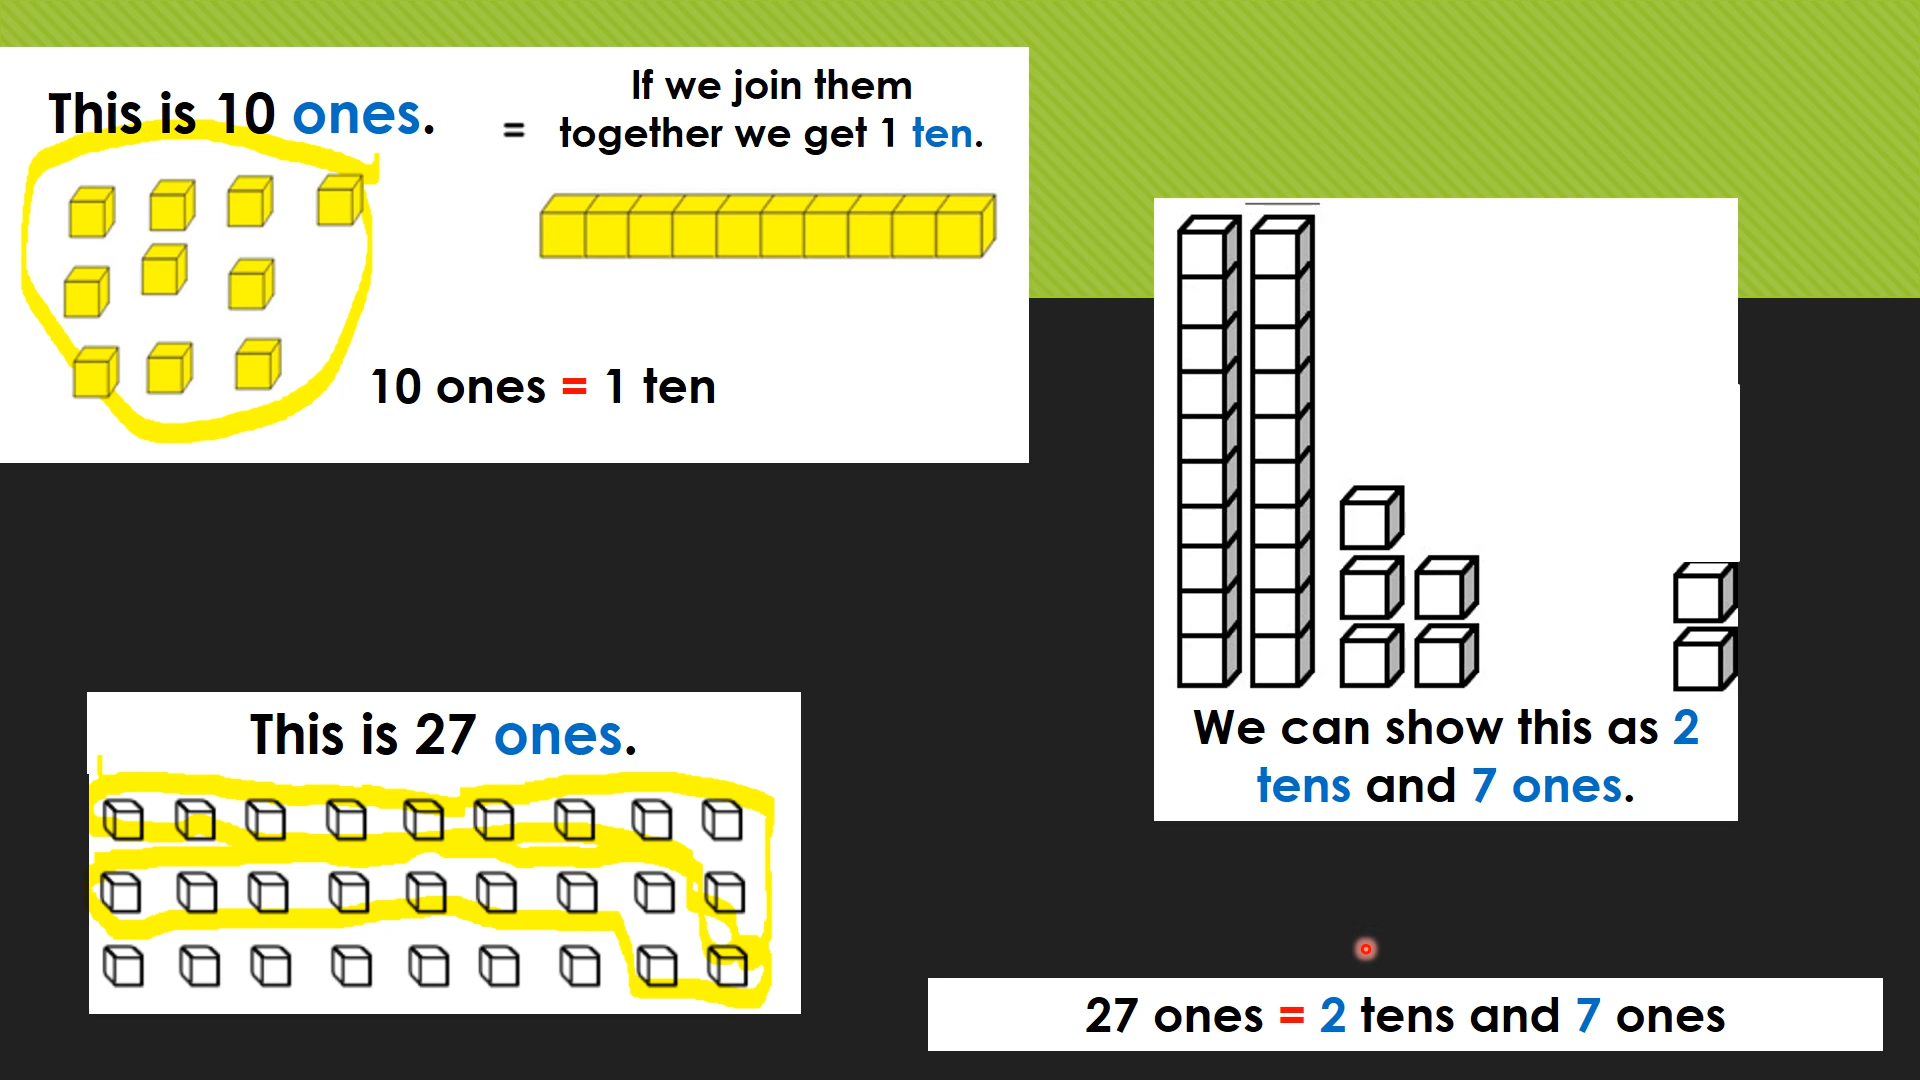 This is 10 ones.
=
If we join them
together we get 1 ten.
10 ones = 1 ten
This is 27 ones.
We can show this as 2
tens and 7 ones.
27 ones = 2 tens and 7 ones